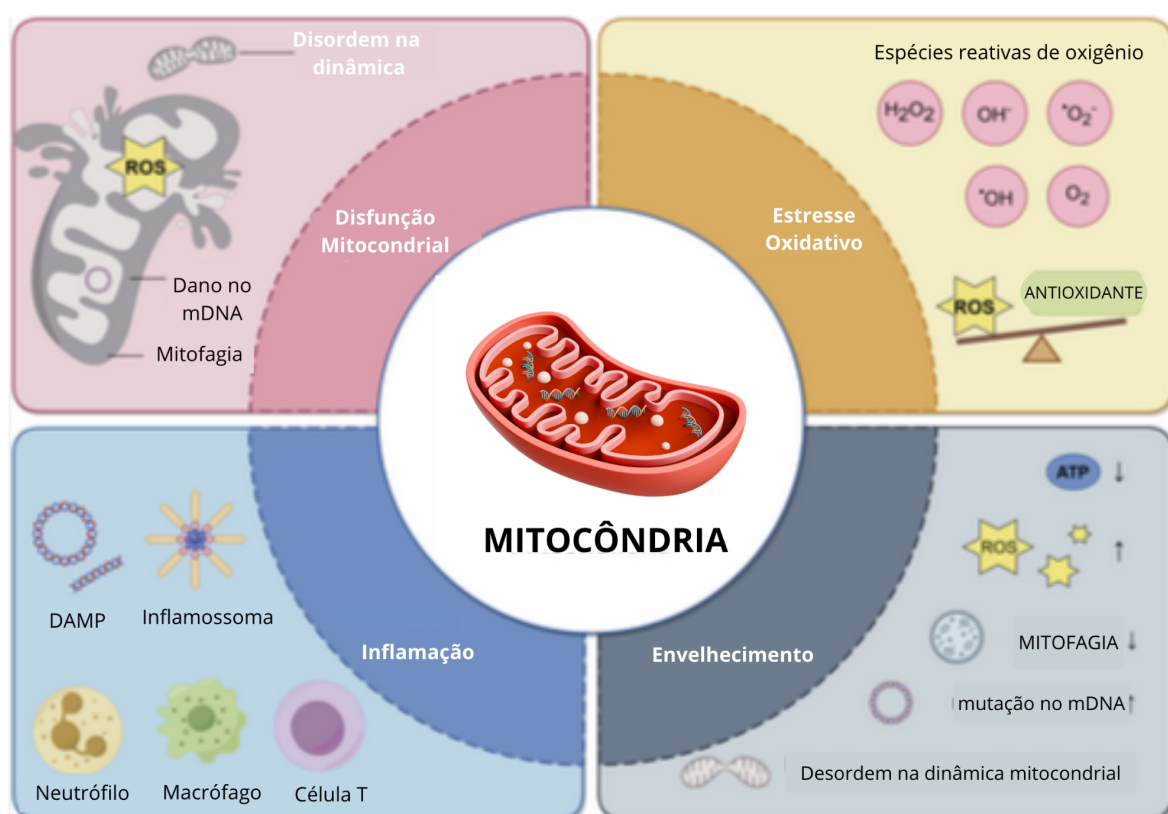 Disordem na
dinâmica
ROS
Disfunção
Mitocondrial
Dano no
mDNA
Mitofagia
Espécies reativas de oxigênio
H₂O₂
OH⁻
•O₂⁻
•OH
O₂
Estresse
Oxidativo
ROS
ANTIOXIDANTE
MITOCÔNDRIA
DAMP
Inflamossoma
Inflamação
Neutrófilo
Macrófago
Célula T
Envelhecimento
ATP ↓
ROS ↑
MITOFAGIA ↓
mutação no mDNA ↑
Desordem na dinâmica mitocondrial